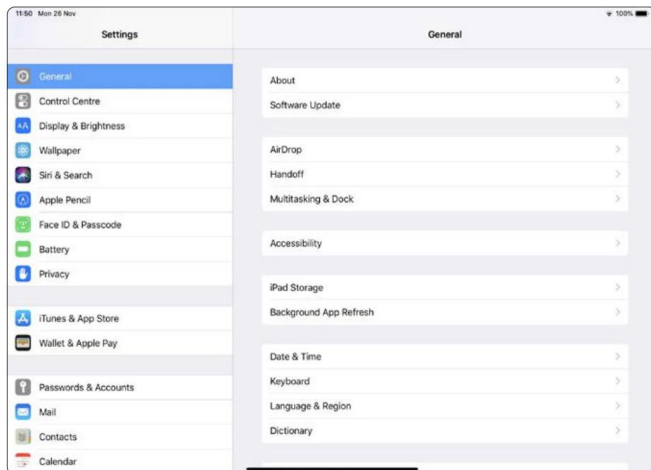 11:50 Mon 26 Nov
100%
Settings
General
General
Control Centre
Display & Brightness
Wallpaper
Siri & Search
Apple Pencil
Face ID & Passcode
Battery
Privacy
iTunes & App Store
Wallet & Apple Pay
Passwords & Accounts
Mail
Contacts
Calendar
About
Software Update
AirDrop
Handoff
Multitasking & Dock
Accessibility
iPad Storage
Background App Refresh
Date & Time
Keyboard
Language & Region
Dictionary